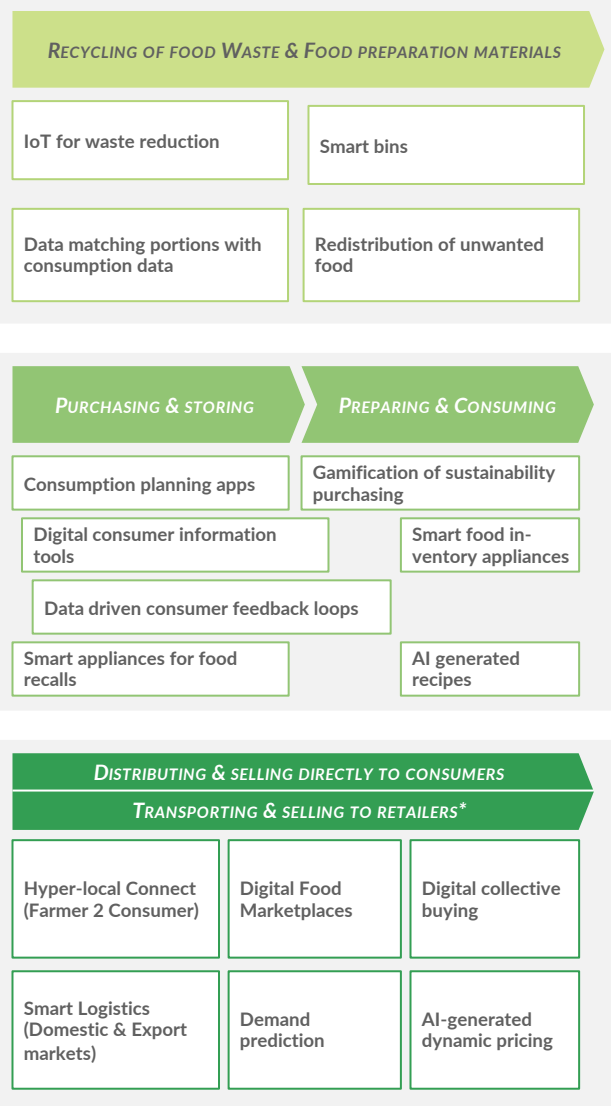 Recycling of food Waste & Food preparation materials
IoT for waste reduction
Smart bins
Data matching portions with
consumption data
Redistribution of unwanted
food
Purchasing & storing
Preparing & Consuming
Consumption planning apps
Gamification of sustainability
purchasing
Digital consumer information
tools
Smart food in-
ventory appliances
Data driven consumer feedback loops
Smart appliances for food
recalls
AI generated
recipes
Distributing & selling directly to consumers
Transporting & selling to retailers*
Hyper-local Connect
(Farmer 2 Consumer)
Digital Food
Marketplaces
Digital collective
buying
Smart Logistics
(Domestic & Export
markets)
Demand
prediction
AI-generated
dynamic pricing